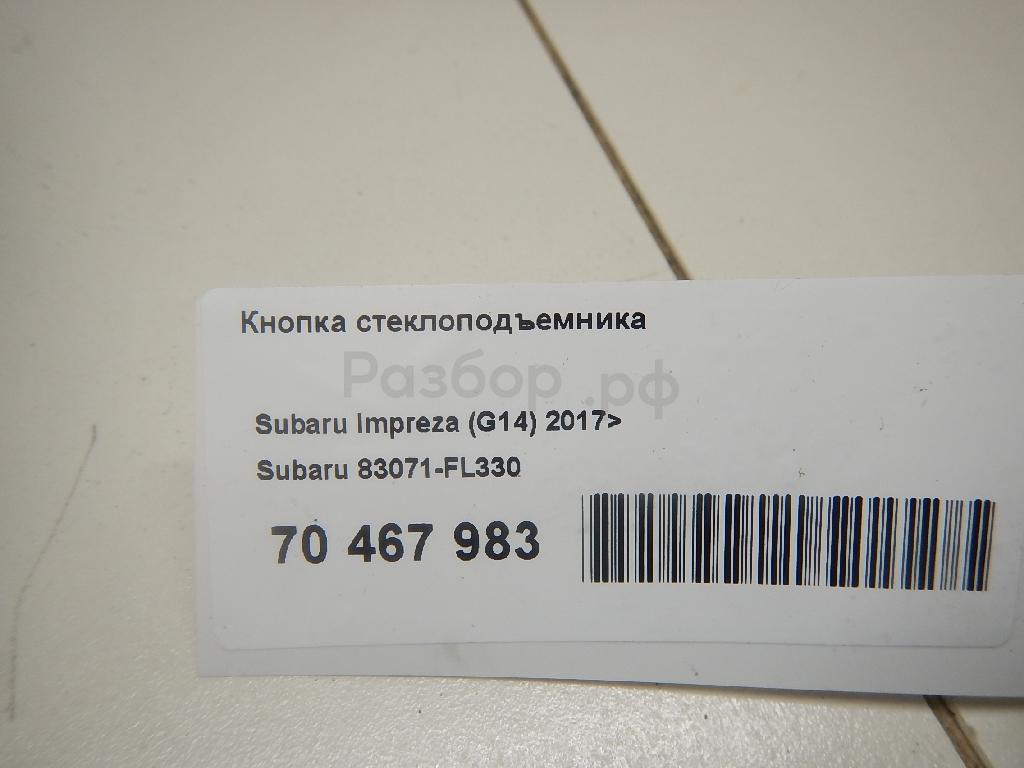 Кнопка стеклоподъемника
Разбор.рф
Subaru Impreza (G14) 2017>
Subaru 83071-FL330
70 467 983